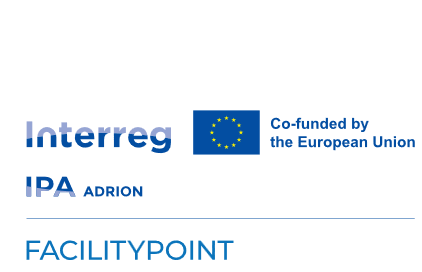 Interreg
Co-funded by
the European Union
IPA ADRION
FACILITYPOINT